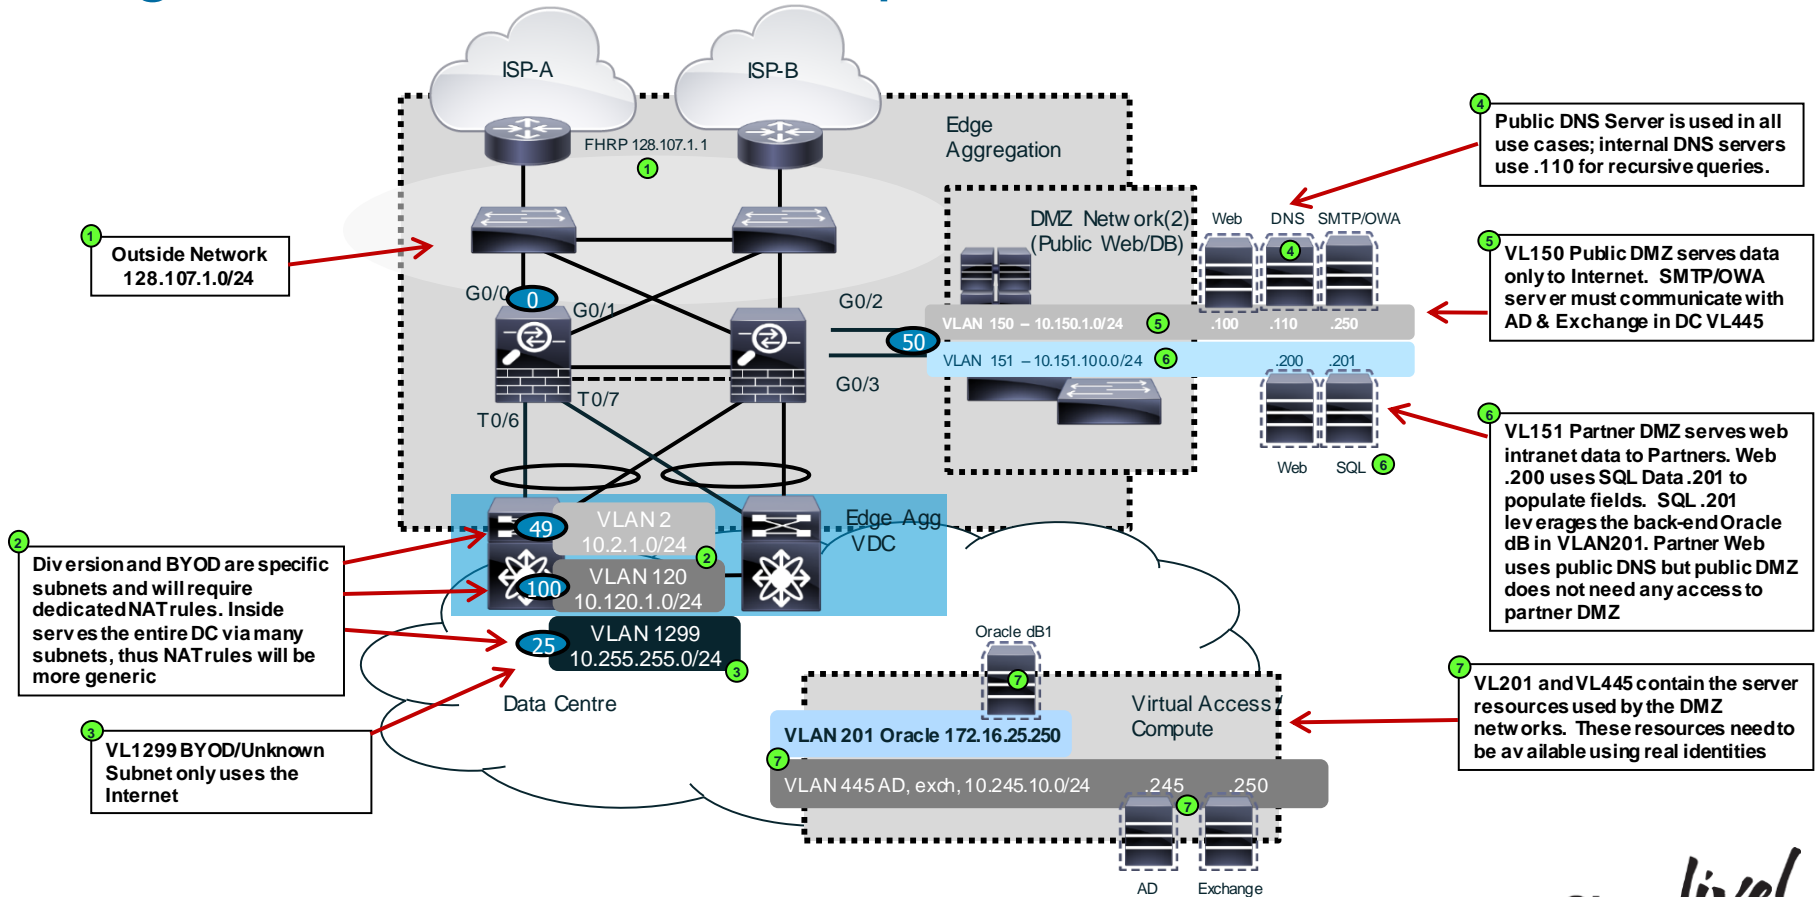 ISP-A
ISP-B
FHRP 128.107.1.1
1
Edge
Aggregation
4
Public DNS Server is used in all
use cases; internal DNS servers
use .110 for recursive queries.
1
Outside Network
128.107.1.0/24
DMZ Network(2)
(Public Web/DB)
Web
DNS
SMTP/OWA
4
5
VL150 Public DMZ serves data
only to Internet. SMTP/OWA
server must communicate with
AD & Exchange in DC VL445
G0/0
0
G0/1
G0/2
50
G0/3
VLAN 150 – 10.150.1.0/24
5
.100
.110
.250
VLAN 151 – 10.151.100.0/24
6
.200
.201
T0/7
T0/6
Web
SQL
6
6
VL151 Partner DMZ serves web
intranet data to Partners. Web
.200 uses SQL Data .201 to
populate fields. SQL .201
leverages the back-end Oracle
dB in VLAN201. Partner Web
uses public DNS but public DMZ
does not need any access to
partner DMZ
49
VLAN 2
10.2.1.0/24
2
Edge Agg
VDC
100
VLAN 120
10.120.1.0/24
25
VLAN 1299
10.255.255.0/24
3
2
Diversion and BYOD are specific
subnets and will require
dedicated NAT rules. Inside
serves the entire DC via many
subnets, thus NAT rules will be
more generic
3
VL1299 BYOD/Unknown
Subnet only uses the
Internet
Data Centre
Oracle dB1
7
Virtual Access /
Compute
VLAN 201 Oracle 172.16.25.250
7
VLAN 445 AD, exch, 10.245.10.0/24
.245
.250
7
AD
Exchange
7
VL201 and VL445 contain the server
resources used by the DMZ
networks. These resources need to
be available using real identities
live!